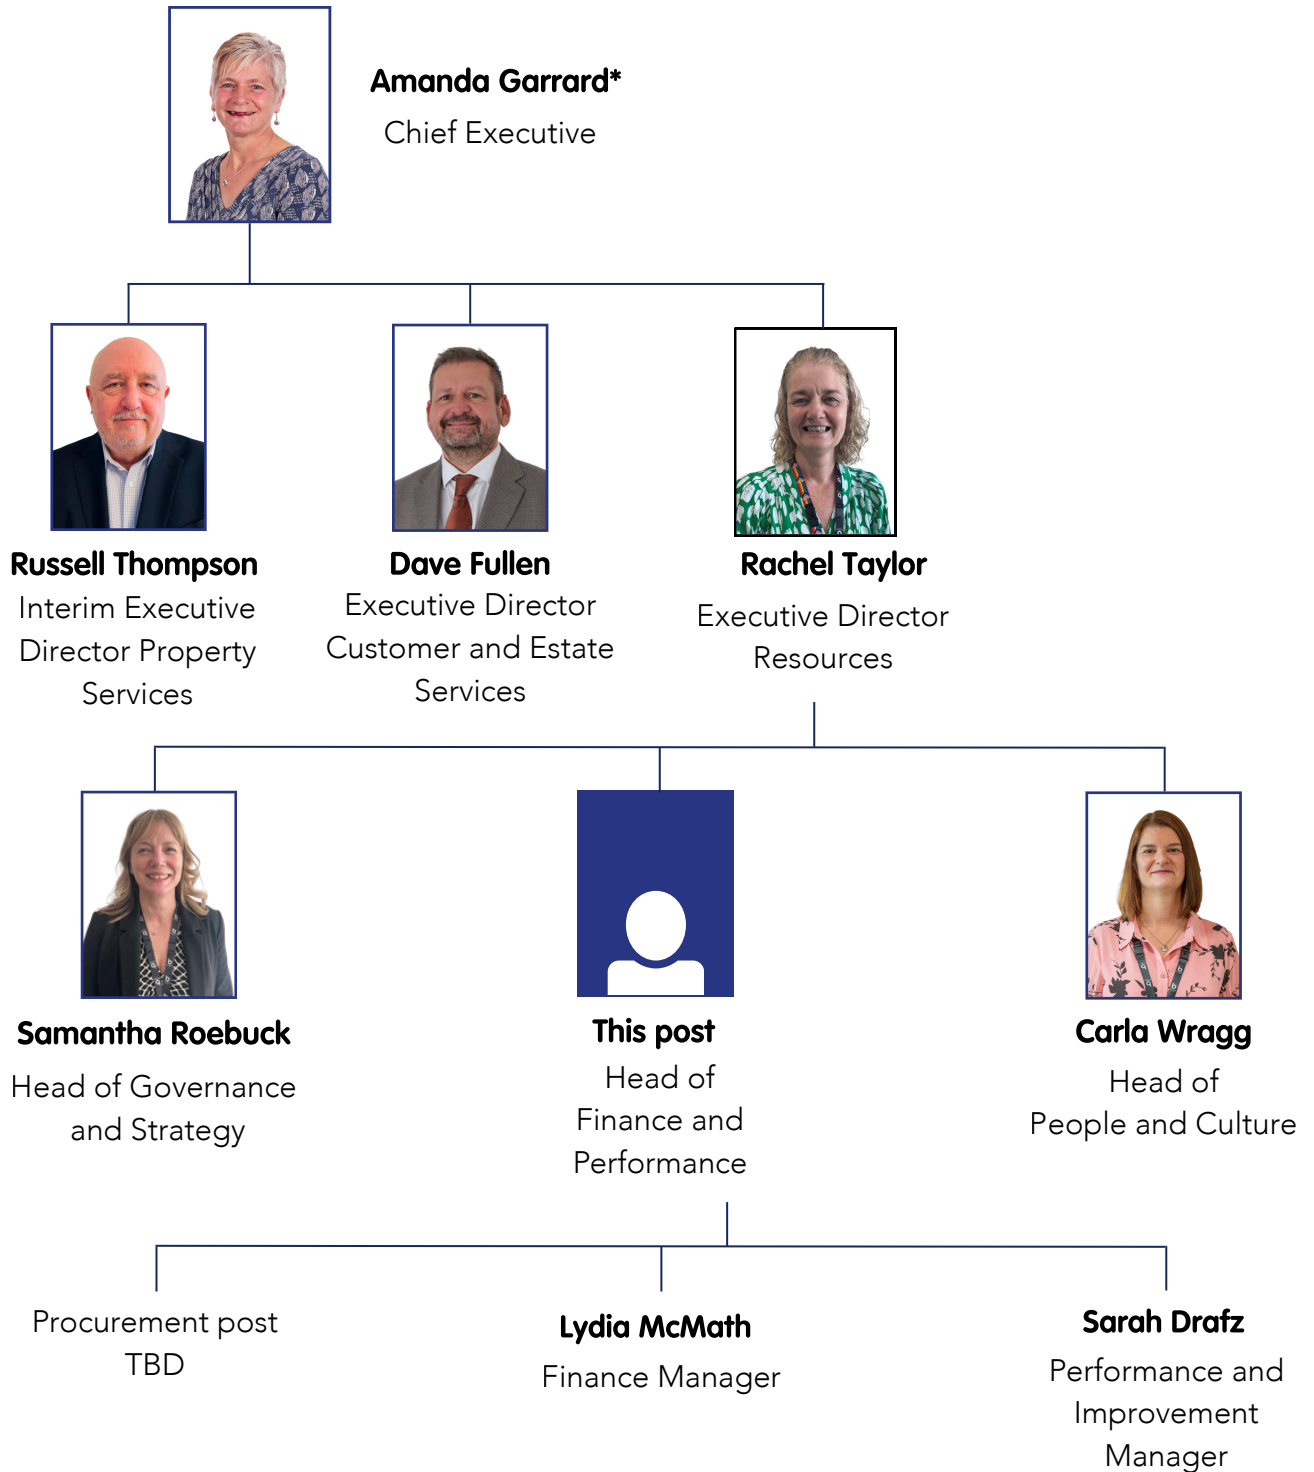 Amanda Garrard*
Chief Executive
Russell Thompson
Interim Executive
Director Property
Services
Dave Fullen
Executive Director
Customer and Estate
Services
Rachel Taylor
Executive Director
Resources
Samantha Roebuck
Head of Governance
and Strategy
This post
Head of
Finance and
Performance
Carla Wragg
Head of
People and Culture
Procurement post
TBD
Lydia McMath
Finance Manager
Sarah Drafz
Performance and
Improvement
Manager